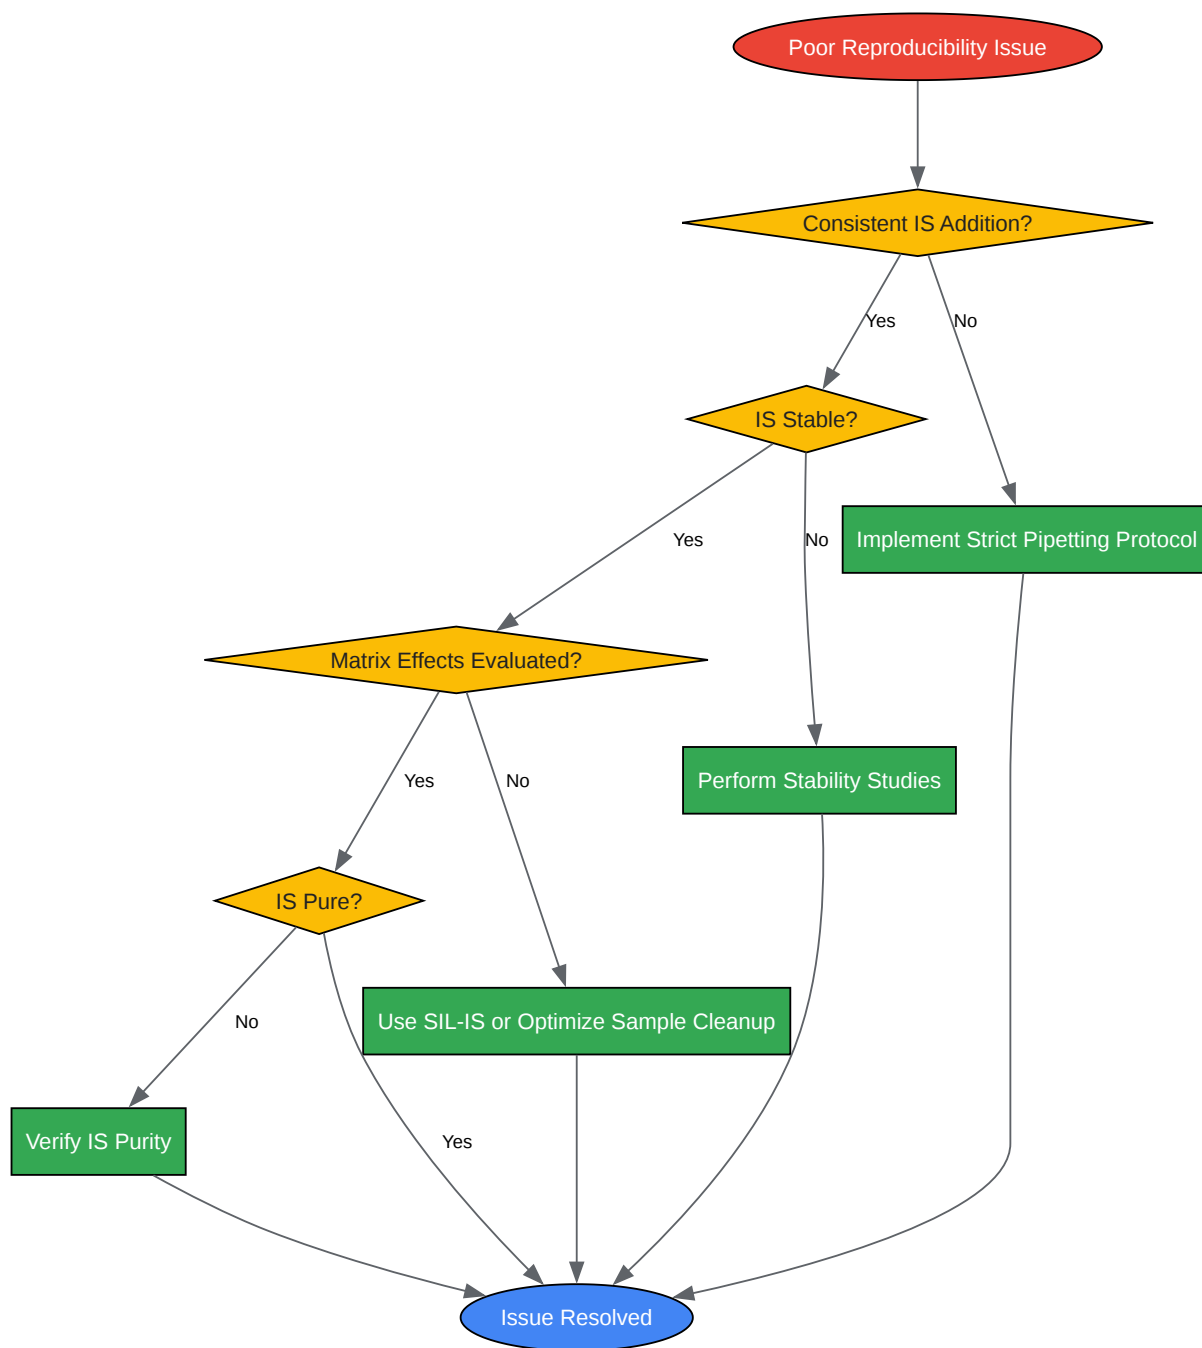 Poor Reproducibility Issue
Consistent IS Addition?
Yes
No
IS Stable?
Yes
No
Implement Strict Pipetting Protocol
Matrix Effects Evaluated?
Yes
No
Perform Stability Studies
IS Pure?
No
Use SIL-IS or Optimize Sample Cleanup
Verify IS Purity
Yes
Issue Resolved